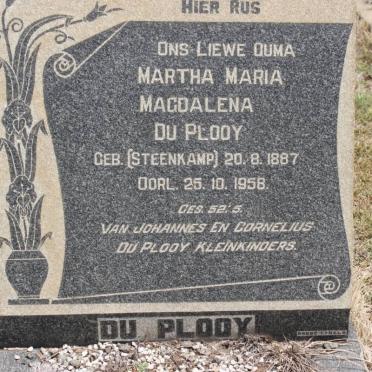 HIER RUS
ONS LIEWE OUMA
MARTHA MARIA
MAGDALENA
DU PLOOY
GEB. (STEENKAMP) 20. 8. 1887
OORL. 25. 10. 1958.
GES. 52: 5.
VAN JOHANNES EN CORNELIUS
DU PLOOY KLEINKINDERS.
DU PLOOY